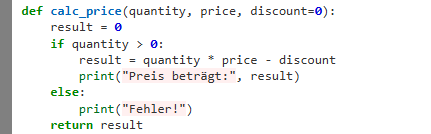 def calc_price(quantity, price, discount=0):
    result = 0
    if quantity > 0:
        result = quantity * price - discount
        print("Preis beträgt:", result)
    else:
        print("Fehler!")
    return result